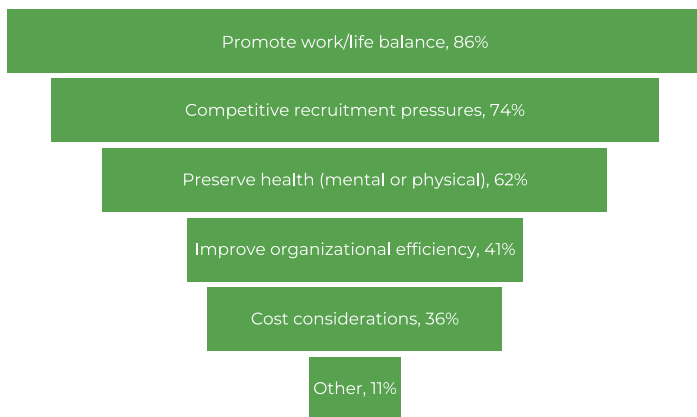 Promote work/life balance, 86%
Competitive recruitment pressures, 74%
Preserve health (mental or physical), 62%
Improve organizational efficiency, 41%
Cost considerations, 36%
Other, 11%